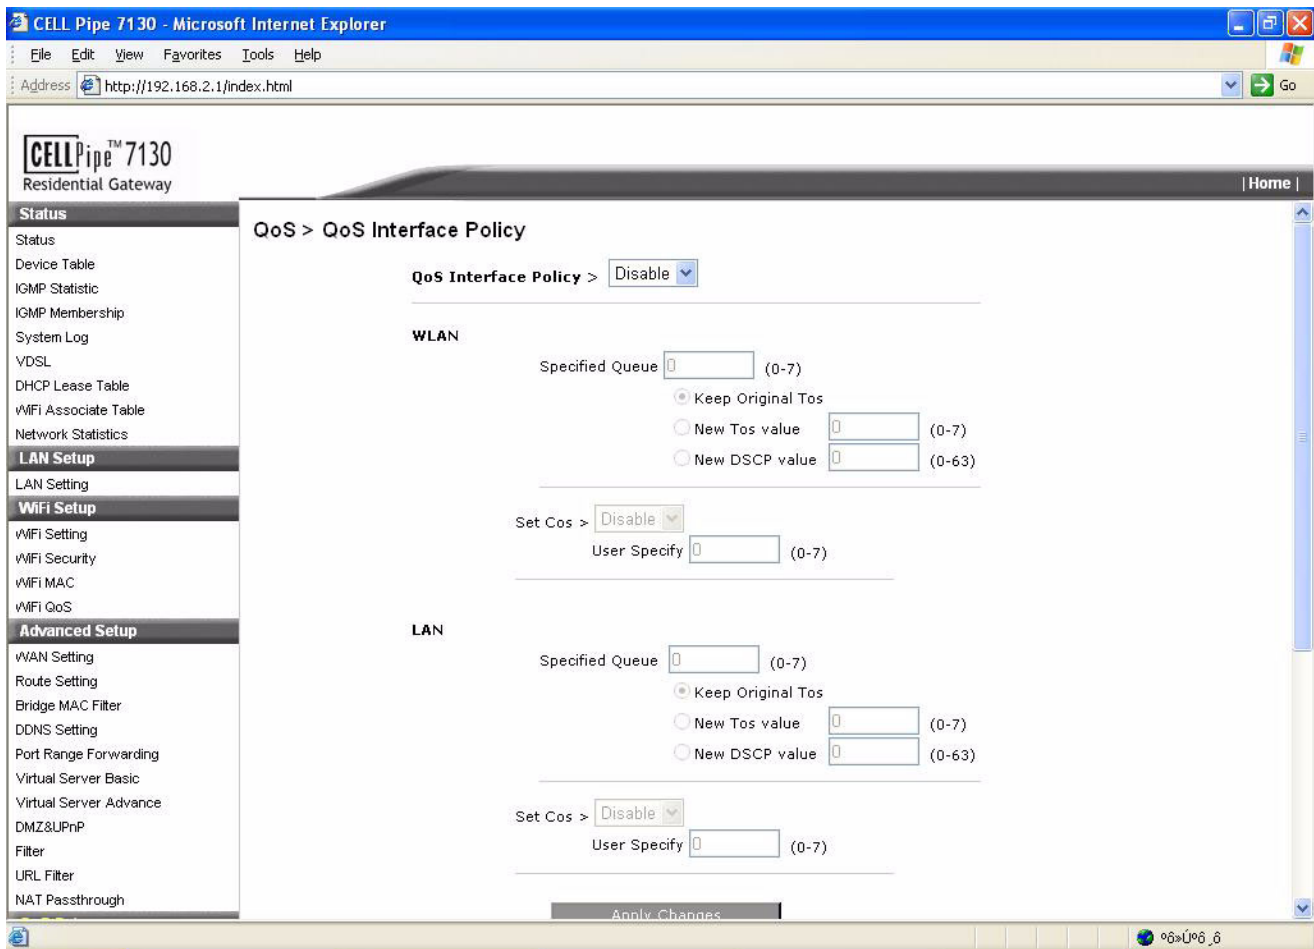 CELL Pipe 7130 - Microsoft Internet Explorer
File Edit View Favorites Tools Help
Address http://192.168.2.1/index.html Go
CELLPipe™ 7130
Residential Gateway
| Home |
Status
Status
Device Table
IGMP Statistic
IGMP Membership
System Log
VDSL
DHCP Lease Table
WiFi Associate Table
Network Statistics
LAN Setup
LAN Setting
WiFi Setup
WiFi Setting
WiFi Security
WiFi MAC
WiFi QoS
Advanced Setup
WAN Setting
Route Setting
Bridge MAC Filter
DDNS Setting
Port Range Forwarding
Virtual Server Basic
Virtual Server Advance
DMZ&UPnP
Filter
URL Filter
NAT Passthrough
QoS > QoS Interface Policy
QoS Interface Policy > Disable
WLAN
Specified Queue 0 (0-7)
Keep Original Tos
New Tos value 0 (0-7)
New DSCP value 0 (0-63)
Set Cos > Disable
User Specify 0 (0-7)
LAN
Specified Queue 0 (0-7)
Keep Original Tos
New Tos value 0 (0-7)
New DSCP value 0 (0-63)
Set Cos > Disable
User Specify 0 (0-7)
Apply Changes